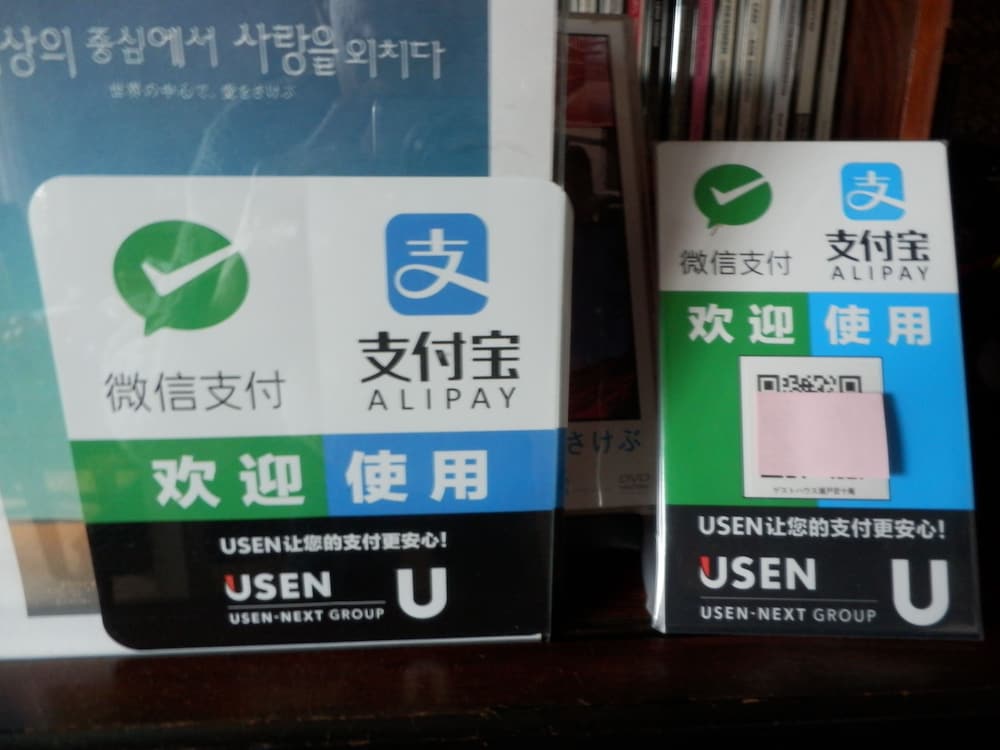 상의 중심에서 사랑을 외치다
世界の中心で、愛をさけぶ
微信支付
支付宝
ALIPAY
欢迎 使用
USEN让您的支付更安心!
USEN
USEN-NEXT GROUP
U
さけぶ
DVD
微信支付
支付宝
ALIPAY
欢迎 使用
USEN让您的支付更安心!
USEN
USEN-NEXT GROUP
U